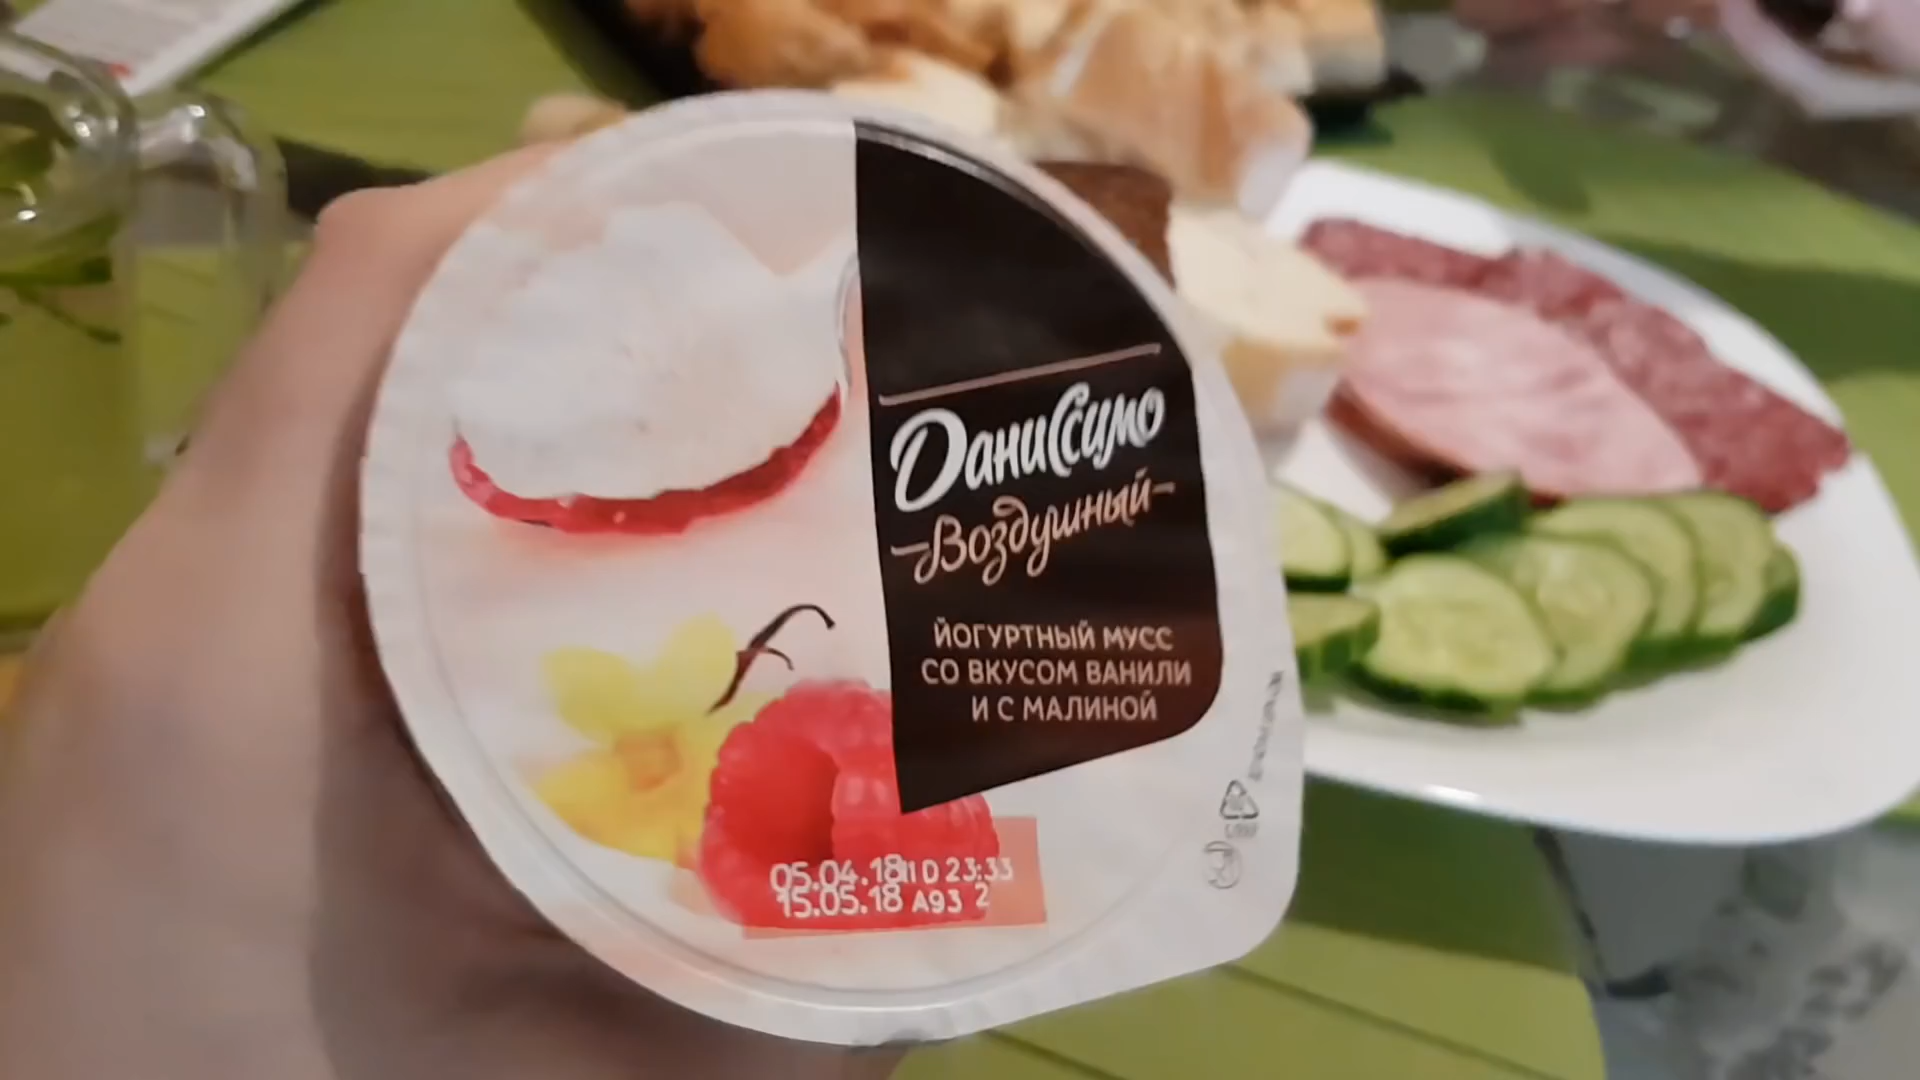 ДаниССимо
Воздушный
ЙОГУРТНЫЙ МУСС
СО ВКУСОМ ВАНИЛИ
И С МАЛИНОЙ
05.04.18 11 D 23:33
15.05.18 A93 2